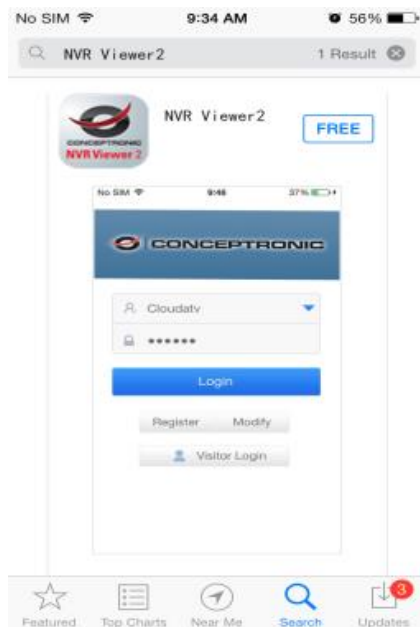 No SIM 9:34 AM 56%
NVR Viewer2 1 Result
CONCEPTRONIC
NVR Viewer 2
NVR Viewer2
FREE
No SIM 9:46 37%
CONCEPTRONIC
Cloudatv
••••••
Login
Register Modify
Visitor Login
3
Featured Top Charts Near Me Search Updates